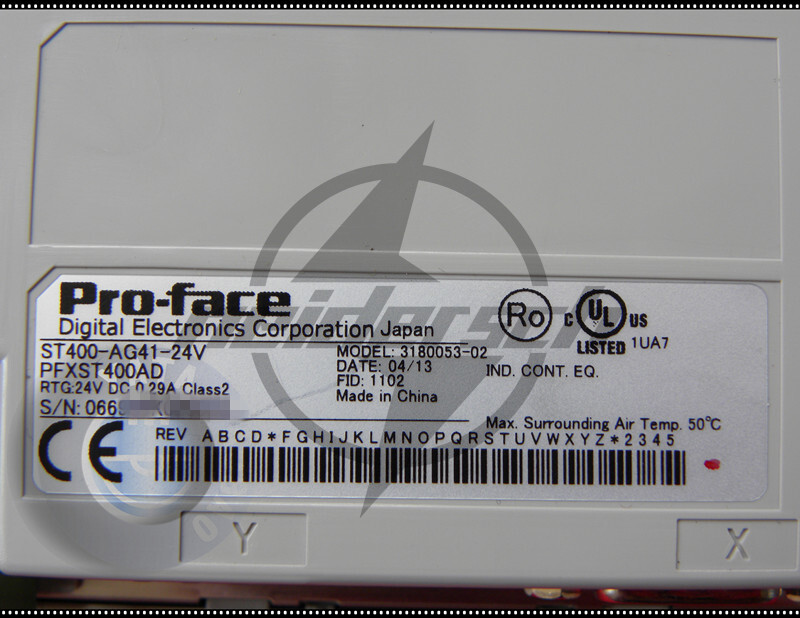 Pro-face
Digital Electronics Corporation Japan
ST400-AG41-24V
PFXST400AD
RTG:24V DC 0.29A Class2
S/N: 066
MODEL: 3180053-02
DATE: 04/13
FID: 1102
Made in China
Ro
C UL US
LISTED 1UA7
IND. CONT. EQ.
Max. Surrounding Air Temp. 50℃
CE
REV A B C D * F G H I J K L M N O P Q R S T U V W X Y Z * 2 3 4 5
Y
X